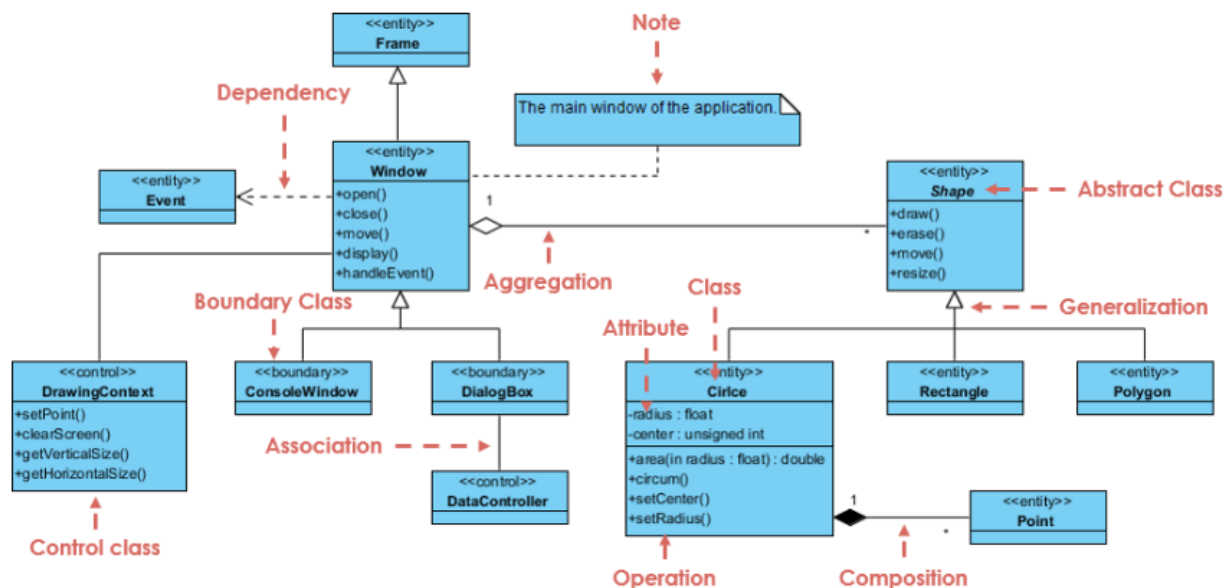 <<entity>>
Frame
Note
Dependency
The main window of the application.
<<entity>>
Window
+open()
+close()
+move()
+display()
+handleEvent()
<<entity>>
Event
1
*
Aggregation
<<entity>>
Shape
+draw()
+erase()
+move()
+resize()
Abstract Class
Boundary Class
Class
Attribute
Generalization
<<control>>
DrawingContext
+setPoint()
+clearScreen()
+getVerticalSize()
+getHorizontalSize()
<<boundary>>
ConsoleWindow
<<boundary>>
DialogBox
Association
<<control>>
DataController
<<entity>>
Cirlce
-radius : float
-center : unsigned int
+area(in radius : float) : double
+circum()
+setCenter()
+setRadius()
<<entity>>
Rectangle
<<entity>>
Polygon
1
*
<<entity>>
Point
Control class
Operation
Composition